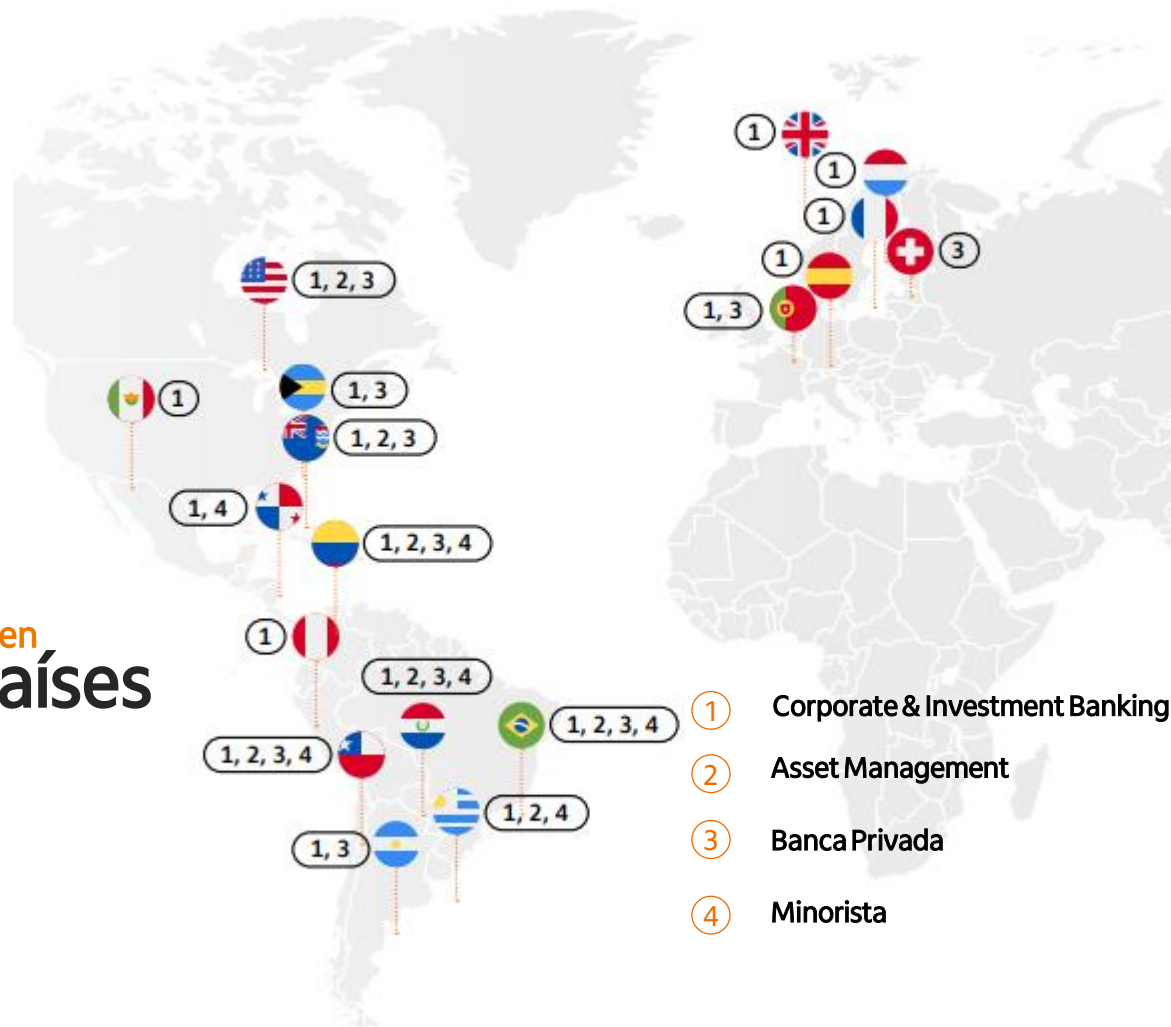 1
1
1
3
1
1, 3
1, 2, 3
1, 3
1
1, 2, 3
1, 4
1, 2, 3, 4
en
aíses
1
1, 2, 3, 4
1, 2, 3, 4
1, 2, 3, 4
1, 2, 4
1, 3
1 Corporate & Investment Banking
2 Asset Management
3 Banca Privada
4 Minorista